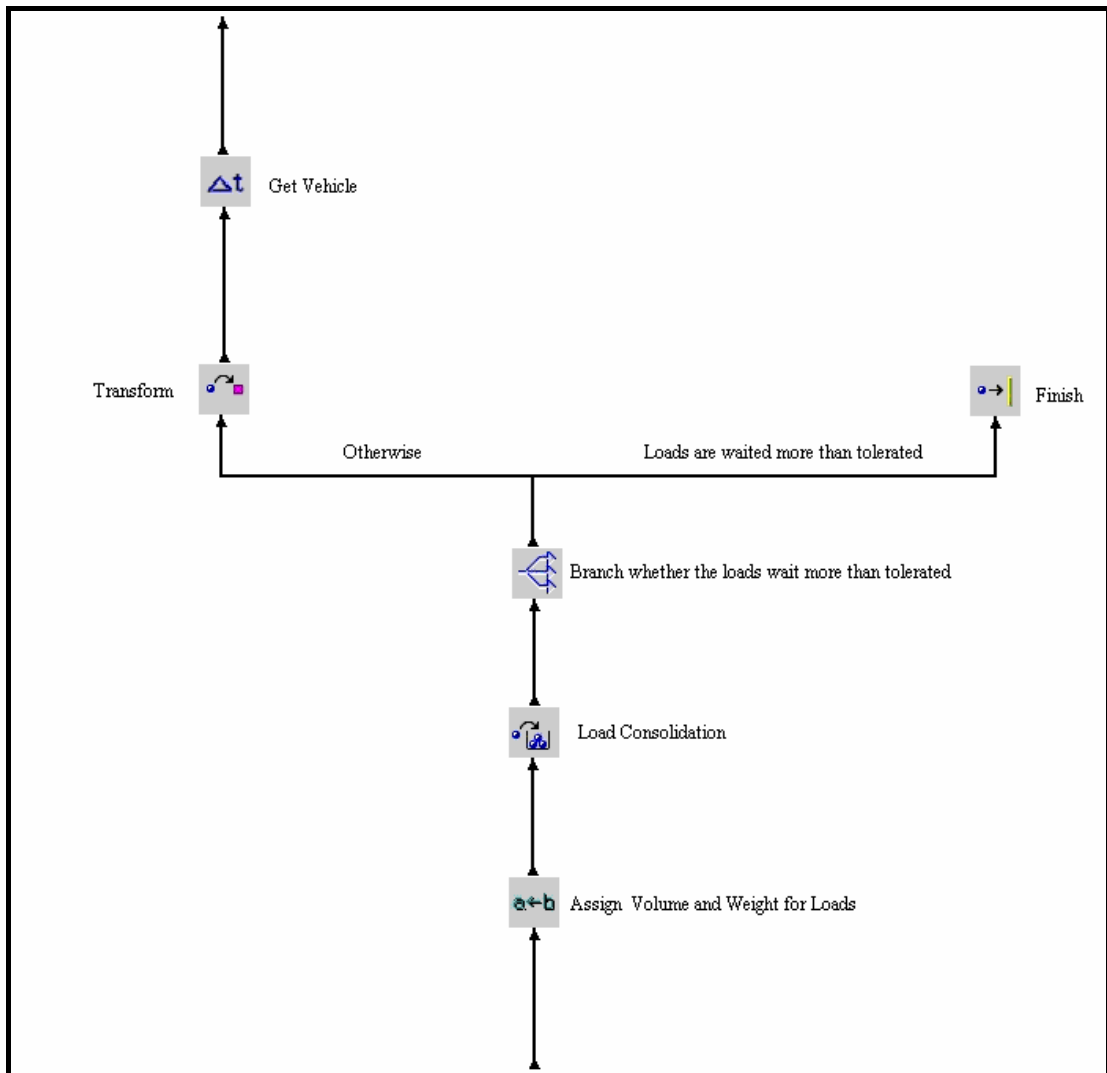 Δt
Get Vehicle
Transform
Finish
Otherwise
Loads are waited more than tolerated
Branch whether the loads wait more than tolerated
Load Consolidation
a←b
Assign Volume and Weight for Loads